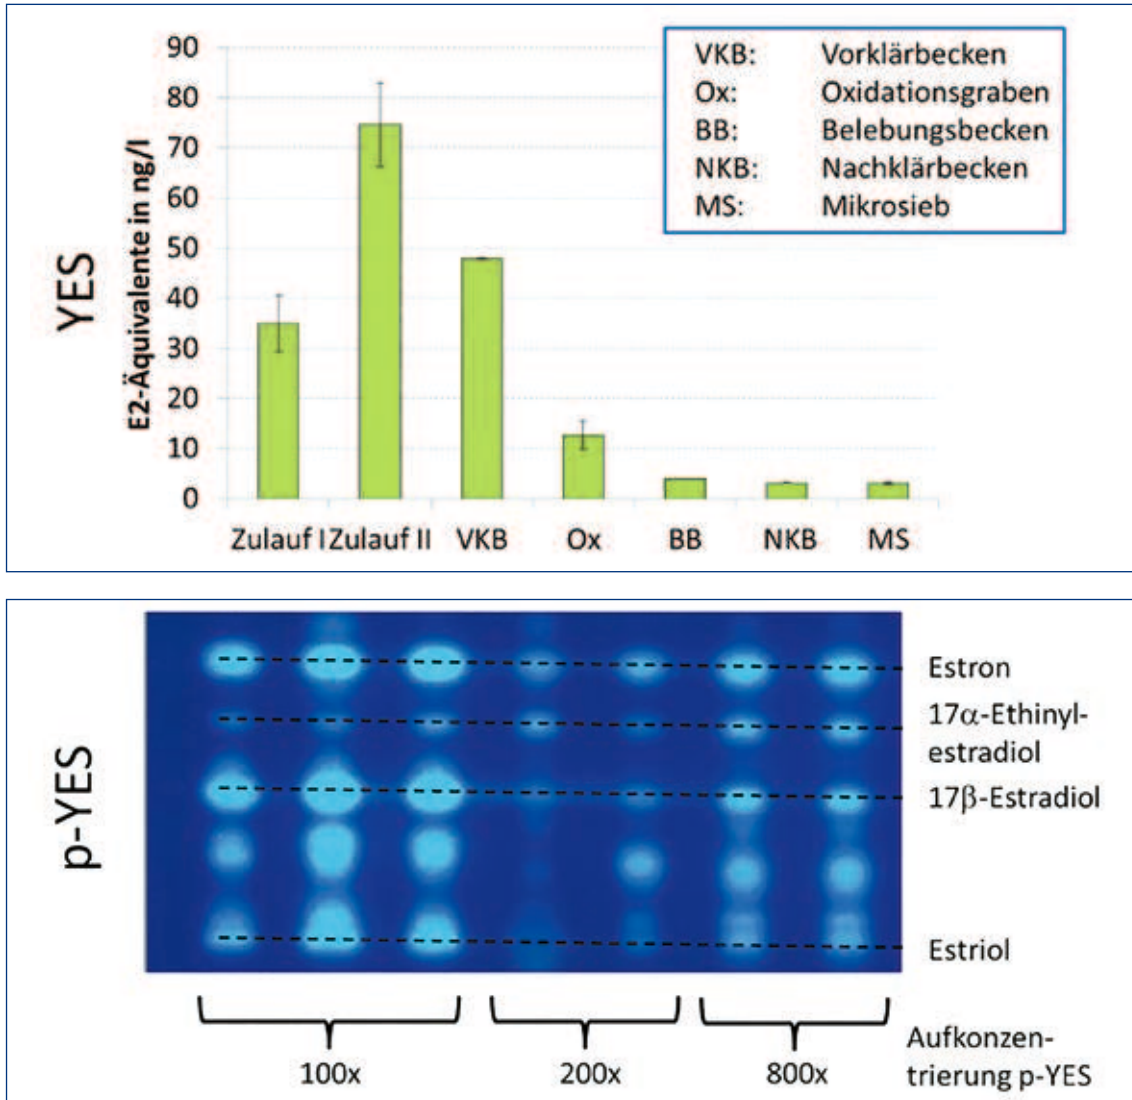 YES
E2-Äquivalente in ng/l
90
80
70
60
50
40
30
20
10
0
Zulauf I Zulauf II VKB Ox BB NKB MS
VKB: Vorklärbecken
Ox: Oxidationsgraben
BB: Belebungsbecken
NKB: Nachklärbecken
MS: Mikrosieb
p-YES
Estron
17α-Ethinyl-
estradiol
17β-Estradiol
Estriol
100x 200x 800x
Aufkonzen-
trierung p-YES